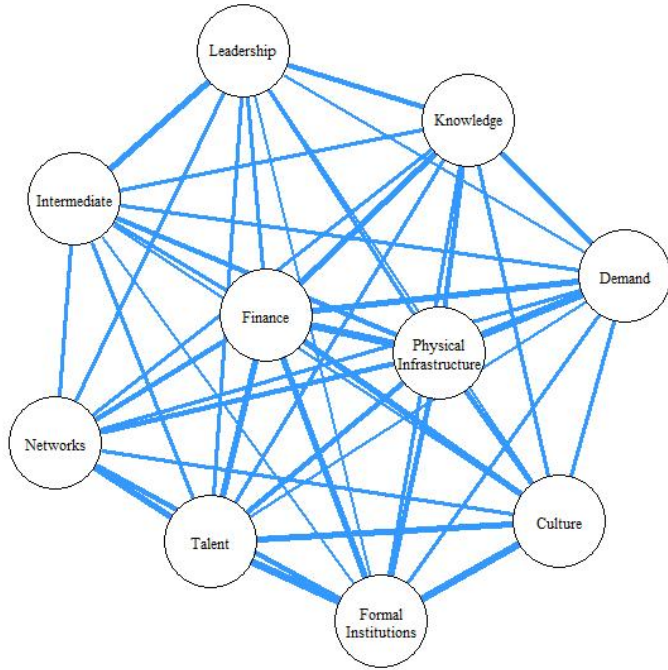 Leadership
Knowledge
Intermediate
Demand
Finance
Physical
Infrastructure
Networks
Culture
Talent
Formal
Institutions